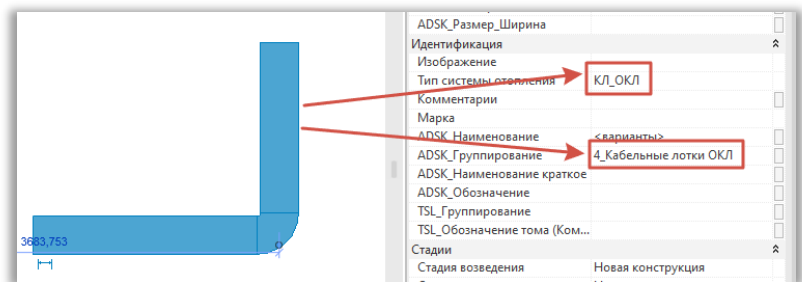 ADSK_Размер_Ширина
Идентификация
Изображение
Тип системы отопления КЛ_ОКЛ
Комментарии
Марка
ADSK_Наименование <варианты>
ADSK_Группирование 4_Кабельные лотки ОКЛ
ADSK_Наименование краткое
ADSK_Обозначение
TSL_Группирование
TSL_Обозначение тома (Ком...
3683,753
Стадии
Стадия возведения Новая конструкция